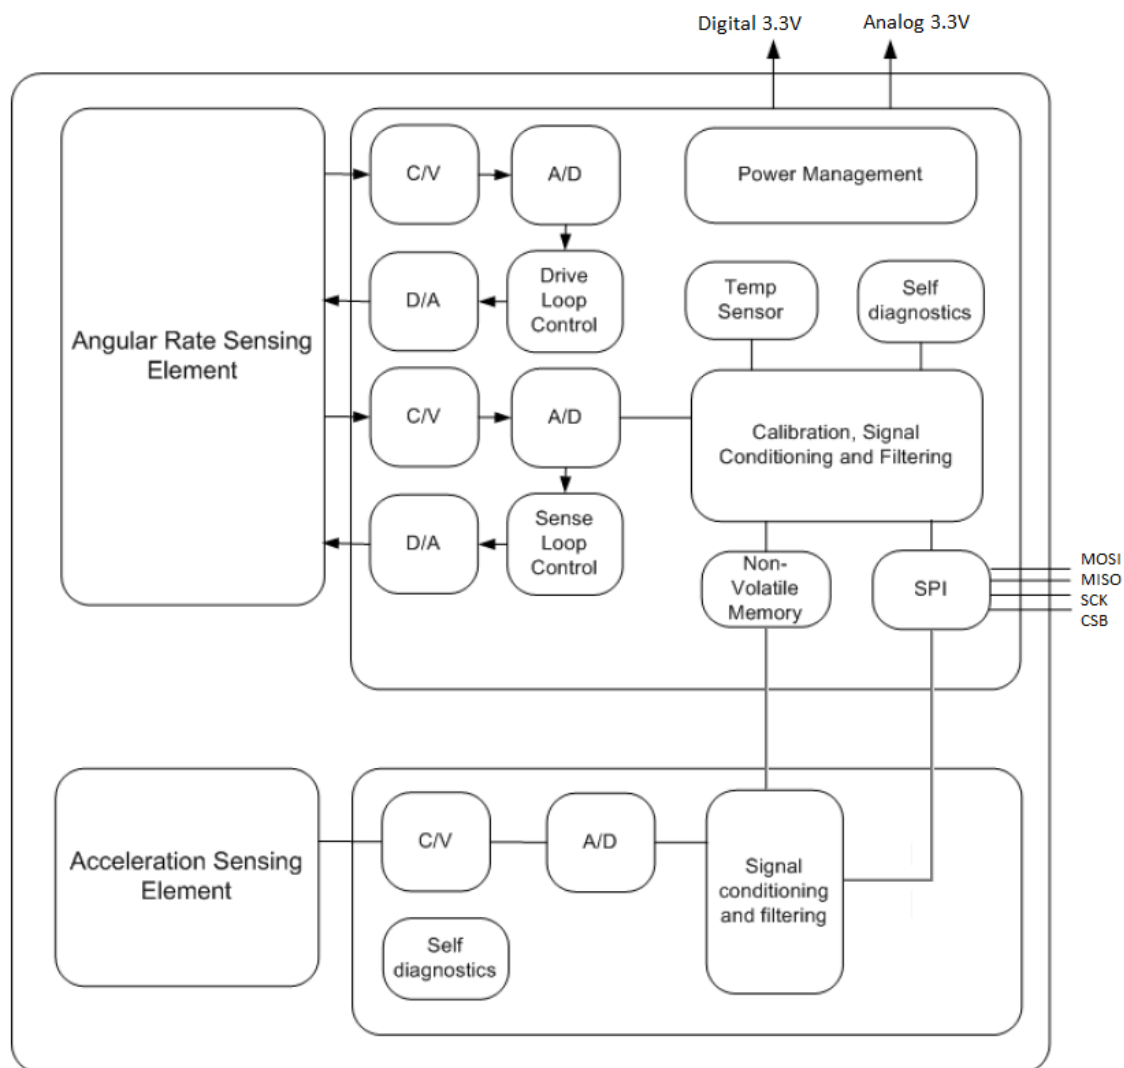 Digital 3.3V
Analog 3.3V
C/V
A/D
Power Management
D/A
Drive
Loop
Control
Temp
Sensor
Self
diagnostics
Angular Rate Sensing
Element
C/V
A/D
Calibration, Signal
Conditioning and Filtering
D/A
Sense
Loop
Control
Non-
Volatile
Memory
SPI
MOSI
MISO
SCK
CSB
Acceleration Sensing
Element
C/V
A/D
Signal
conditioning
and filtering
Self
diagnostics